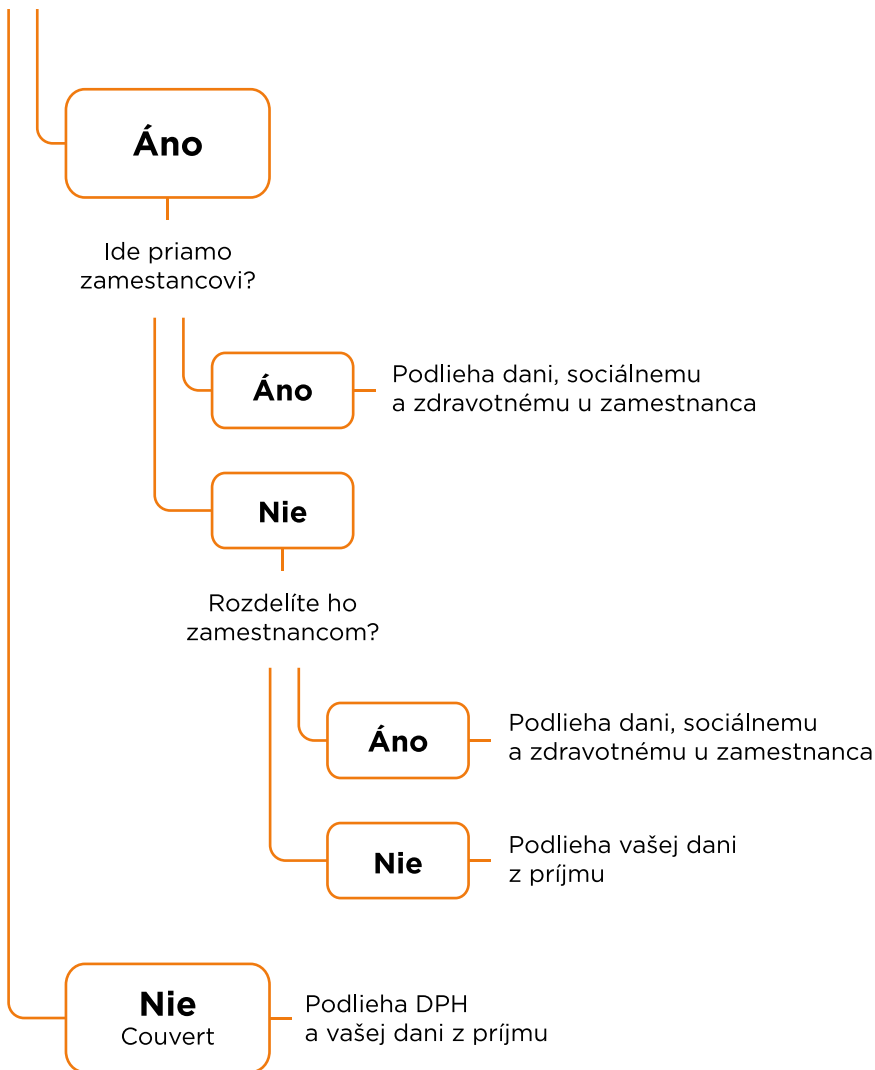 Áno
Ide priamo
zamestancovi?
Áno
Podlieha dani, sociálnemu
a zdravotnému u zamestnanca
Nie
Rozdelíte ho
zamestnancom?
Áno
Podlieha dani, sociálnemu
a zdravotnému u zamestnanca
Nie
Podlieha vašej dani
z príjmu
Nie
Couvert
Podlieha DPH
a vašej dani z príjmu